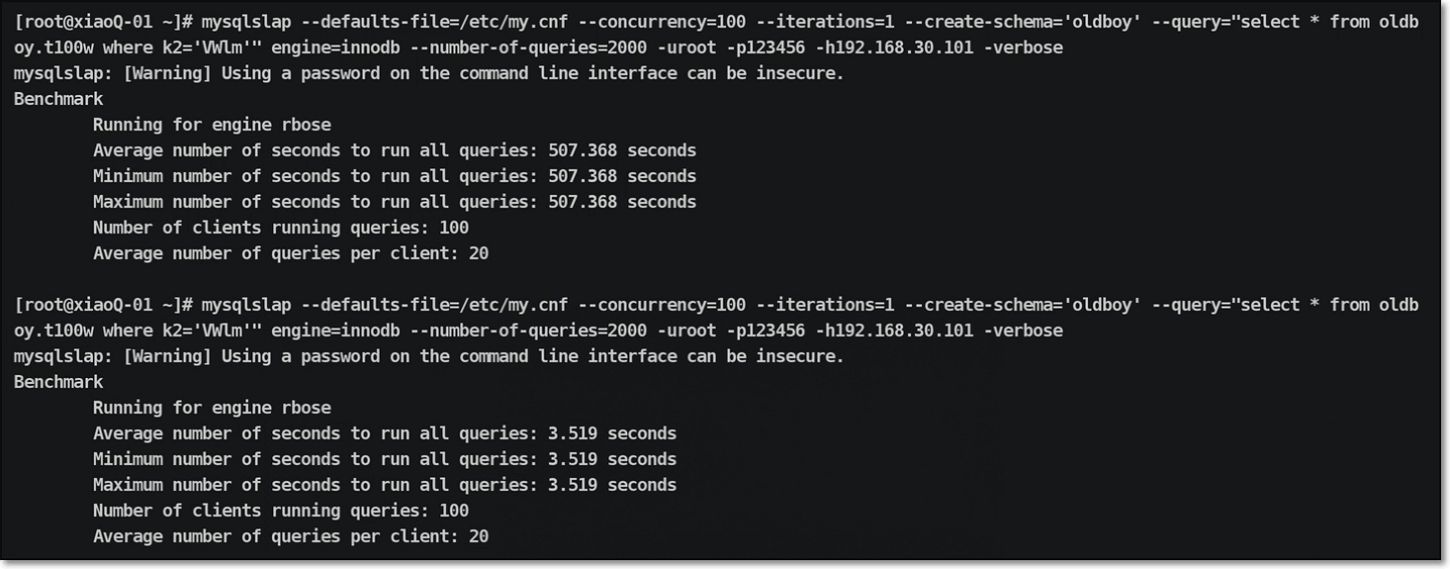 [root@xiaoQ-01 ~]# mysqlslap --defaults-file=/etc/my.cnf --concurrency=100 --iterations=1 --create-schema='oldboy' --query="select * from oldb
oy.t100w where k2='VWlm'" engine=innodb --number-of-queries=2000 -uroot -p123456 -h192.168.30.101 -verbose
mysqlslap: [Warning] Using a password on the command line interface can be insecure.
Benchmark
Running for engine rbose
Average number of seconds to run all queries: 507.368 seconds
Minimum number of seconds to run all queries: 507.368 seconds
Maximum number of seconds to run all queries: 507.368 seconds
Number of clients running queries: 100
Average number of queries per client: 20
[root@xiaoQ-01 ~]# mysqlslap --defaults-file=/etc/my.cnf --concurrency=100 --iterations=1 --create-schema='oldboy' --query="select * from oldb
oy.t100w where k2='VWlm'" engine=innodb --number-of-queries=2000 -uroot -p123456 -h192.168.30.101 -verbose
mysqlslap: [Warning] Using a password on the command line interface can be insecure.
Benchmark
Running for engine rbose
Average number of seconds to run all queries: 3.519 seconds
Minimum number of seconds to run all queries: 3.519 seconds
Maximum number of seconds to run all queries: 3.519 seconds
Number of clients running queries: 100
Average number of queries per client: 20